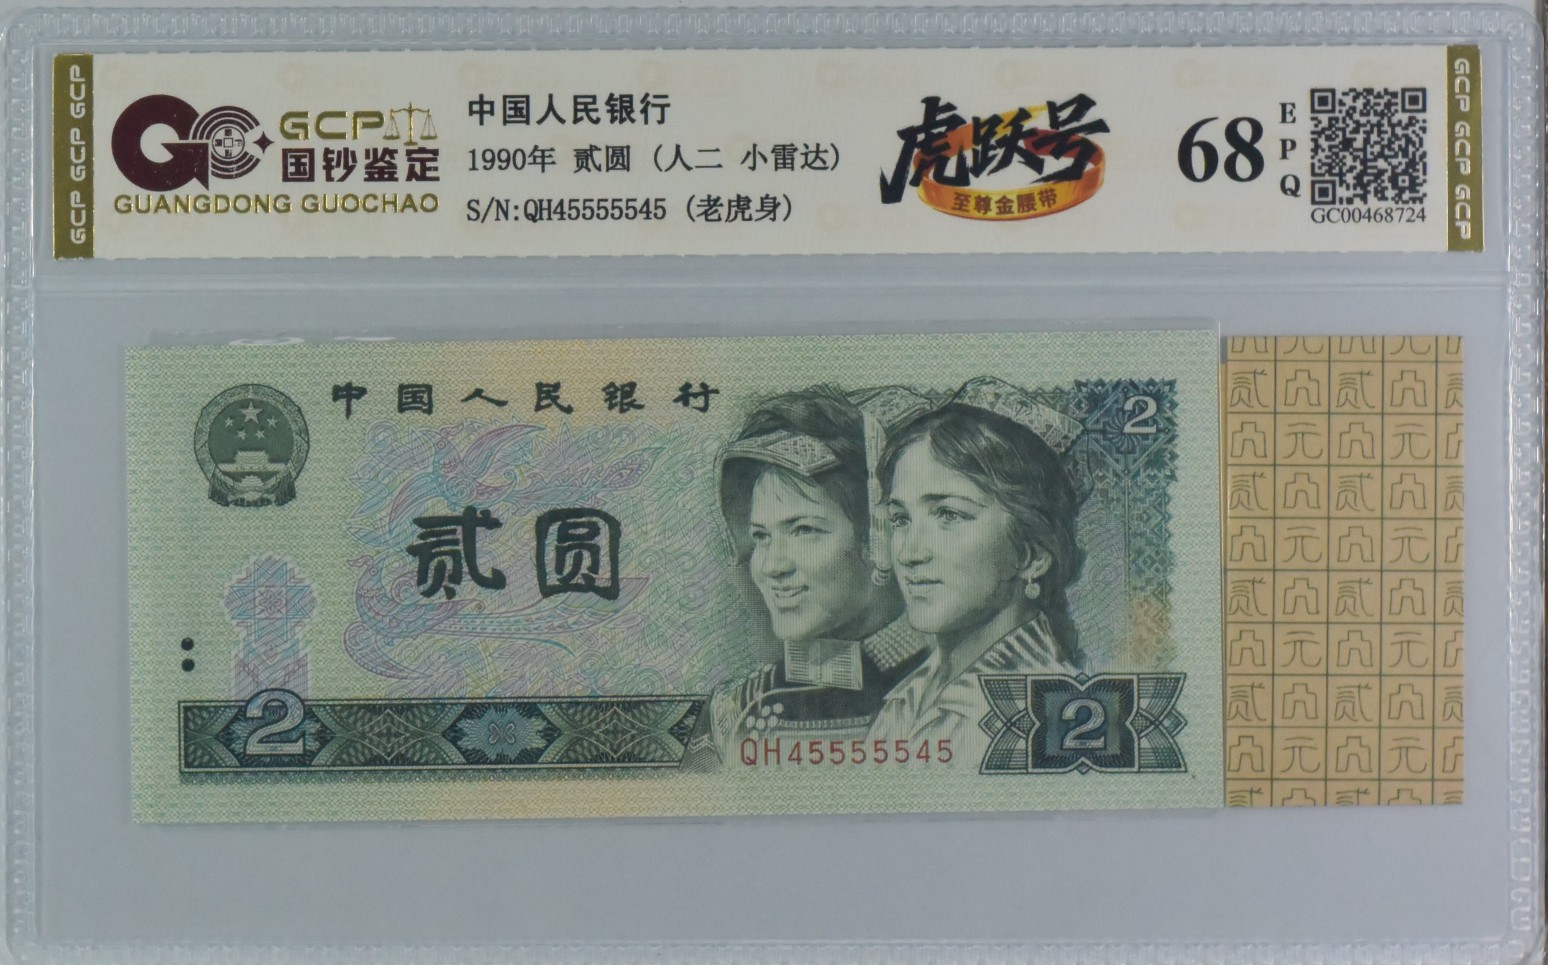 GCP GCP GCP
GCP
国钞鉴定
GUANGDONG GUOCHAO
中国人民银行
1990年 贰圆 (人二 小雷达)
S/N:QH45555545 (老虎身)
虎跃号
至尊金腰带
68
EPQ
GC00468724
GCP GCP GCP
中国人民银行
2
贰圆
2
QH45555545
2